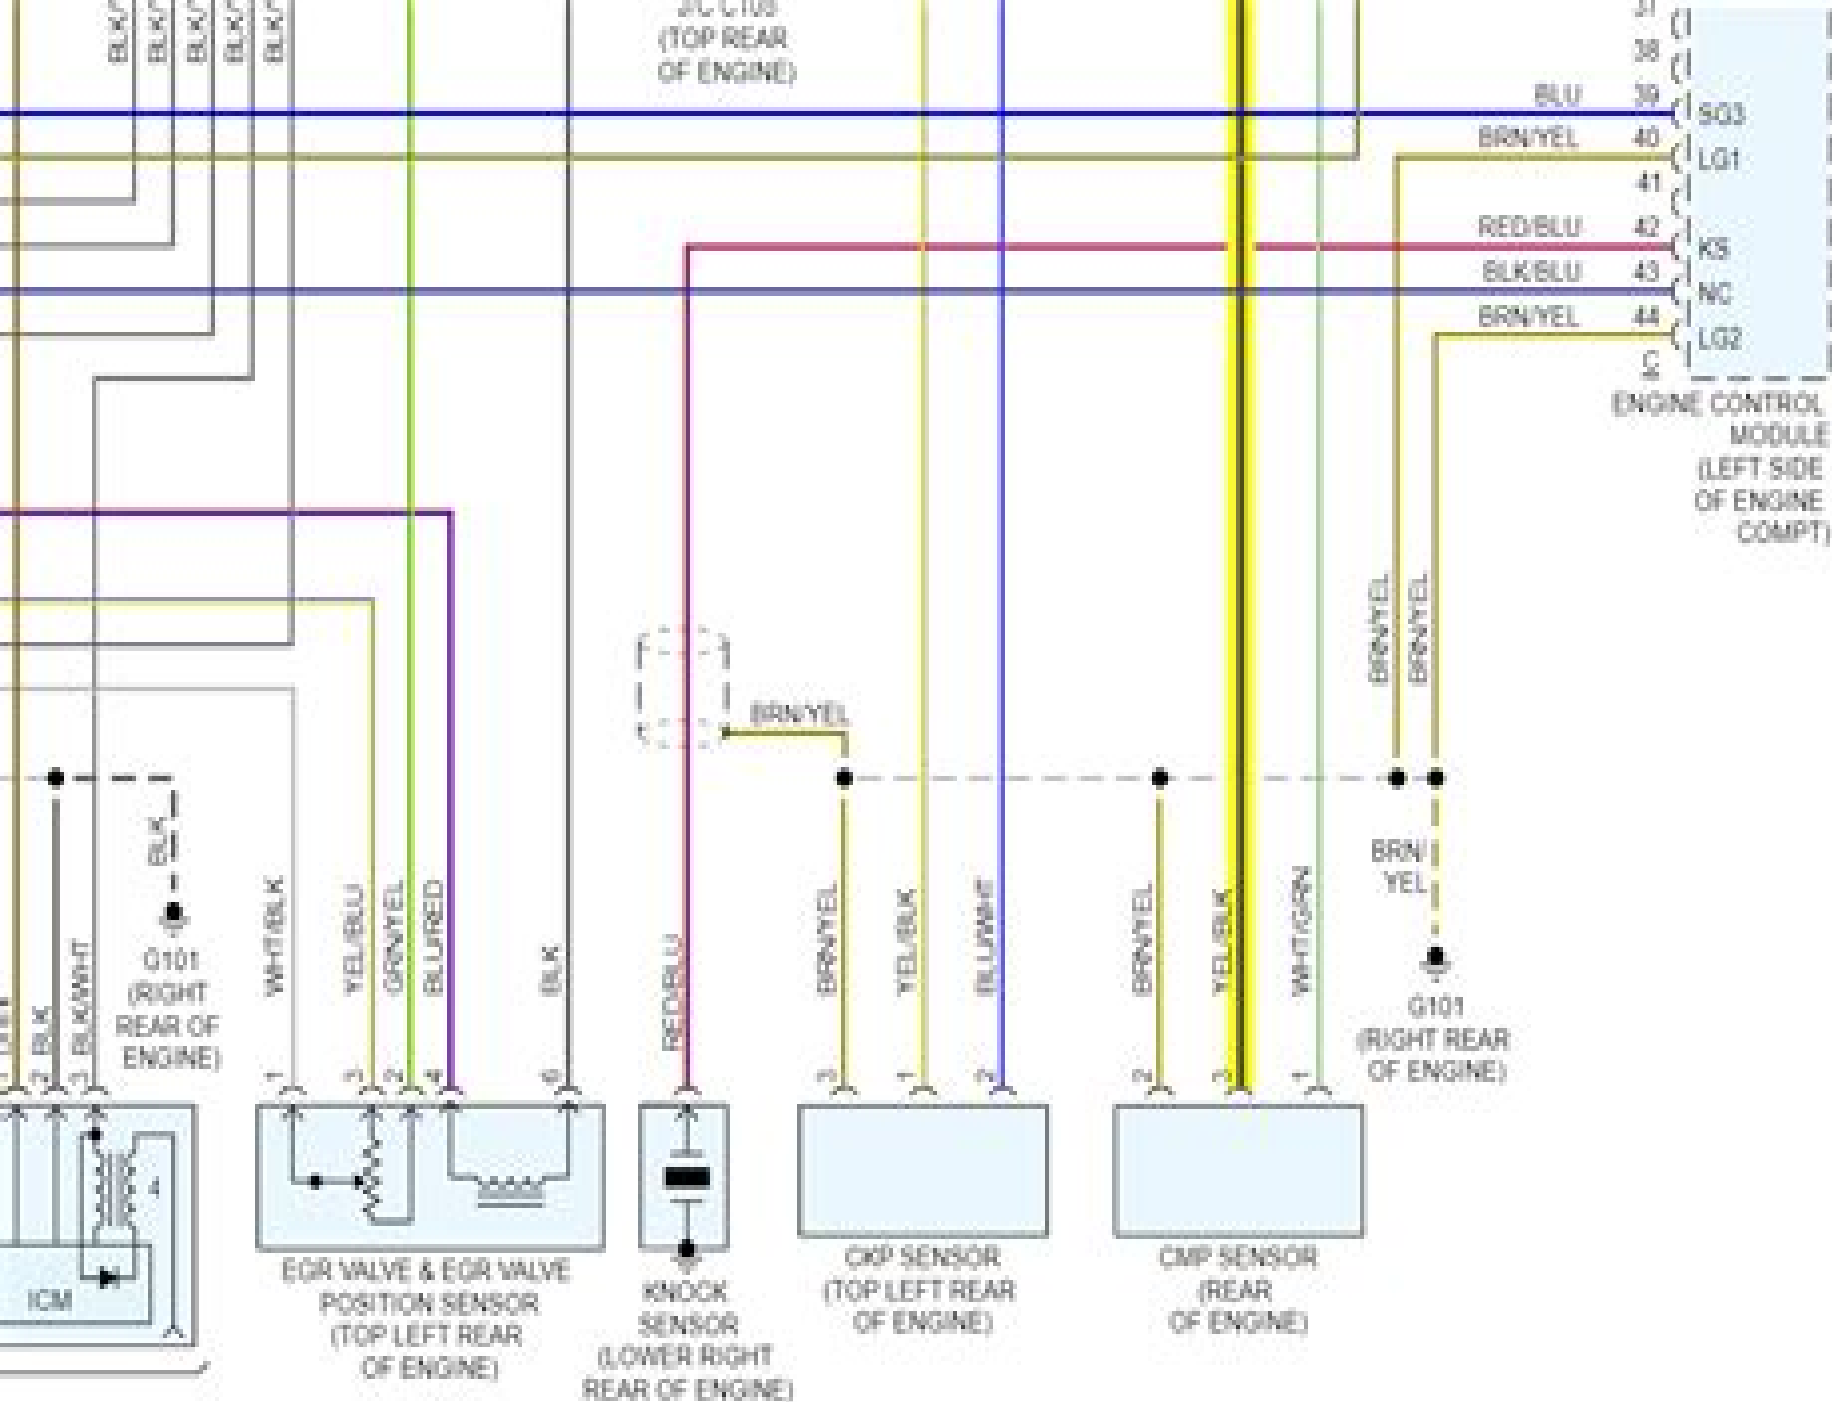 J/C C103
(TOP REAR
OF ENGINE)
37
38
BLU 39 SG3
BRN/YEL 40 LG1
41
RED/BLU 42 KS
BLK/BLU 43 NC
BRN/YEL 44 LG2
C
ENGINE CONTROL
MODULE
(LEFT SIDE
OF ENGINE
COMPT)
BRN/YEL
BRN/YEL
BRN/YEL
BRN/
YEL
G101
(RIGHT REAR
OF ENGINE)
BLK
G101
(RIGHT
REAR OF
ENGINE)
BLK
BLK/WHT
WHT/BLK
YEL/BLU
GRN/YEL
BLU/RED
BLK
RED/BLU
BRN/YEL
YEL/BLK
BLU/WHT
BRN/YEL
YEL/BLK
WHT/GRN
1 2 3
1 3 2 4 6
3 1 2
2 3 1
4
ICM
EGR VALVE & EGR VALVE
POSITION SENSOR
(TOP LEFT REAR
OF ENGINE)
KNOCK
SENSOR
(LOWER RIGHT
REAR OF ENGINE)
CKP SENSOR
(TOP LEFT REAR
OF ENGINE)
CMP SENSOR
(REAR
OF ENGINE)